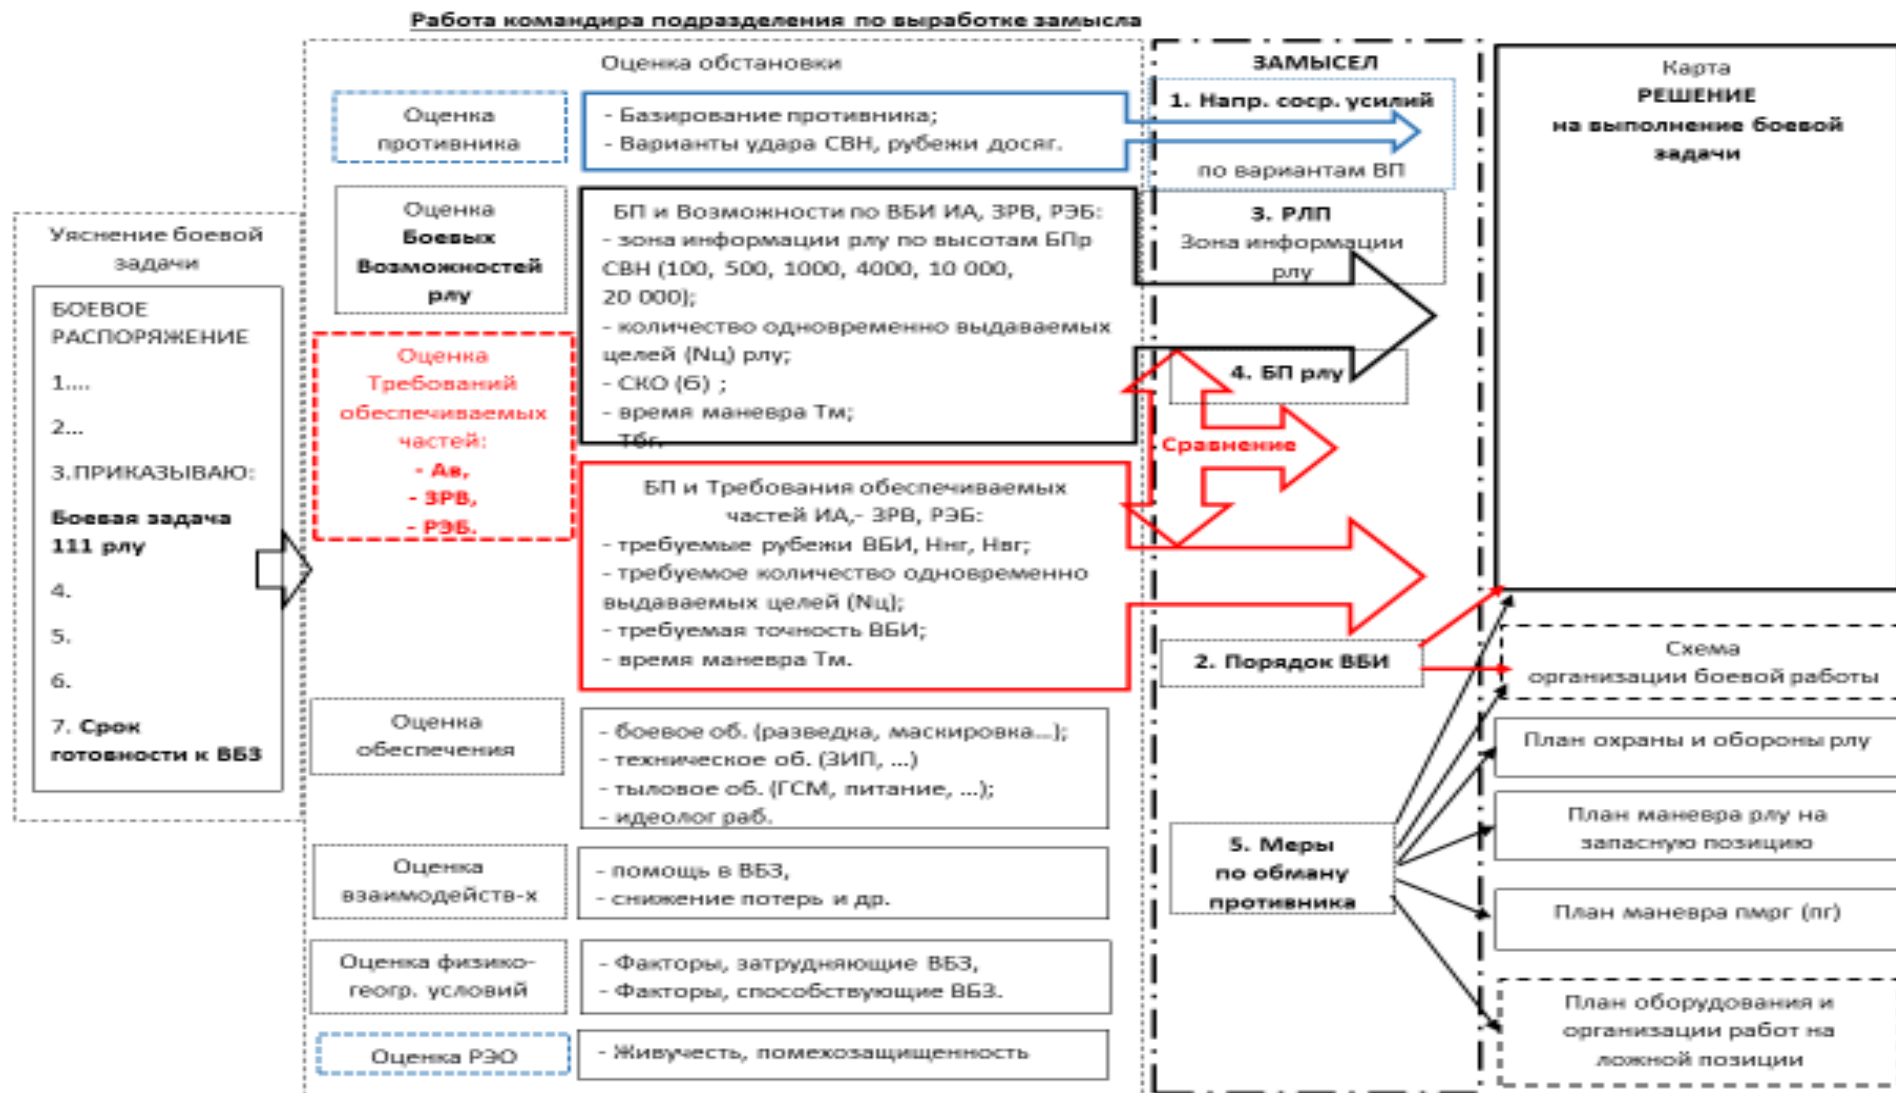 Работа командира подразделения по выработке замысла
Уяснение боевой
задачи
БОЕВОЕ
РАСПОРЯЖЕНИЕ
1....
2...
3.ПРИКАЗЫВАЮ:
Боевая задача
111 рлу
4.
5.
6.
7. Срок
готовности к ВБЗ
Оценка обстановки
Оценка
противника
- Базирование противника;
- Варианты удара СВН, рубежи досяг.
Оценка
Боевых
Возможностей
рлу
БП и Возможности по ВБИ ИА, ЗРВ, РЭБ:
- зона информации рлу по высотам БПр
СВН (100, 500, 1000, 4000, 10 000,
20 000);
- количество одновременно выдаваемых
целей (Nц) рлу;
- СКО (б) ;
- время маневра Тм;
- Тбг.
Оценка
Требований
обеспечиваемых
частей:
- Ав,
- ЗРВ,
- РЭБ.
БП и Требования обеспечиваемых
частей ИА,- ЗРВ, РЭБ:
- требуемые рубежи ВБИ, Ннг, Нвг;
- требуемое количество одновременно
выдаваемых целей (Nц);
- требуемая точность ВБИ;
- время маневра Тм.
Оценка
обеспечения
- боевое об. (разведка, маскировка...);
- техническое об. (ЗИП, ...)
- тыловое об. (ГСМ, питание, ...);
- идеолог раб.
Оценка
взаимодейств-х
- помощь в ВБЗ,
- снижение потерь и др.
Оценка физико-
геогр. условий
- Факторы, затрудняющие ВБЗ,
- Факторы, способствующие ВБЗ.
Оценка РЭО
- Живучесть, помехозащищенность
ЗАМЫСЕЛ
1. Напр. соср. усилий
по вариантам ВП
3. РЛП
Зона информации
рлу
4. БП рлу
Сравнение
2. Порядок ВБИ
5. Меры
по обману
противника
Карта
РЕШЕНИЕ
на выполнение боевой
задачи
Схема
организации боевой работы
План охраны и обороны рлу
План маневра рлу на
запасную позицию
План маневра пмрг (пг)
План оборудования и
организации работ на
ложной позиции